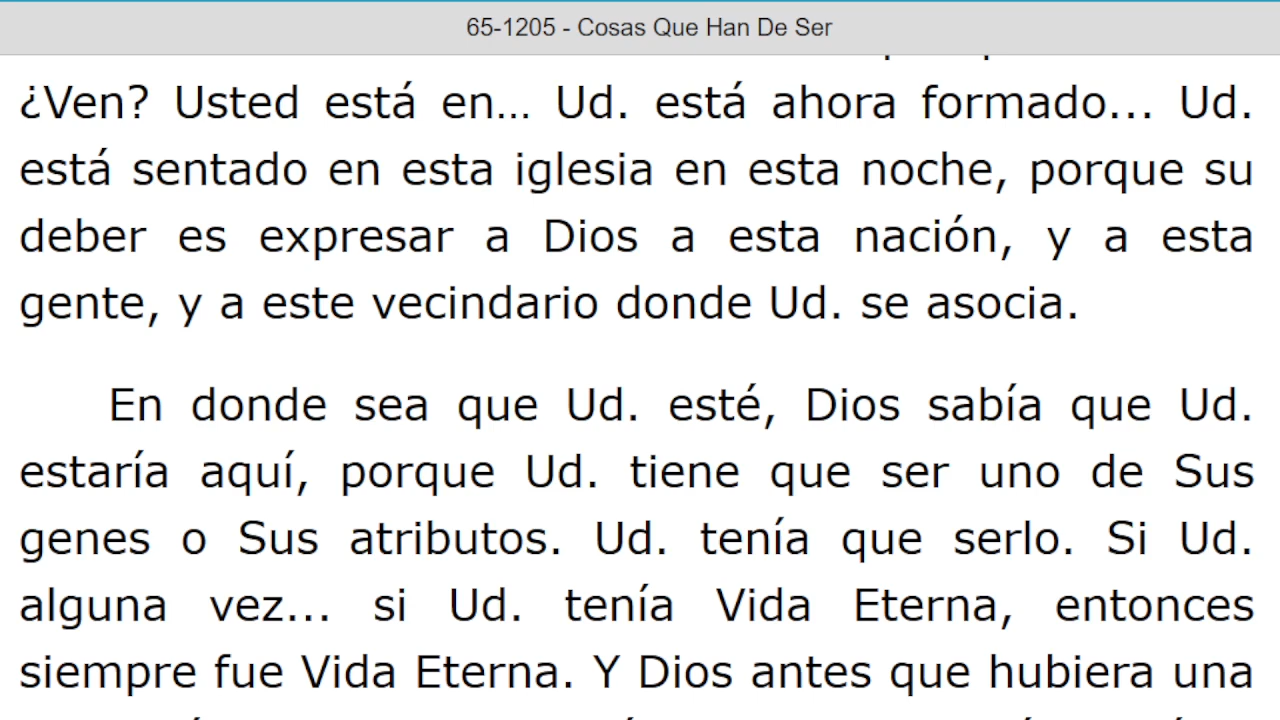 65-1205 - Cosas Que Han De Ser
¿Ven? Usted está en... Ud. está ahora formado... Ud.
está sentado en esta iglesia en esta noche, porque su
deber es expresar a Dios a esta nación, y a esta
gente, y a este vecindario donde Ud. se asocia.
En donde sea que Ud. esté, Dios sabía que Ud.
estaría aquí, porque Ud. tiene que ser uno de Sus
genes o Sus atributos. Ud. tenía que serlo. Si Ud.
alguna vez... si Ud. tenía Vida Eterna, entonces
siempre fue Vida Eterna. Y Dios antes que hubiera una